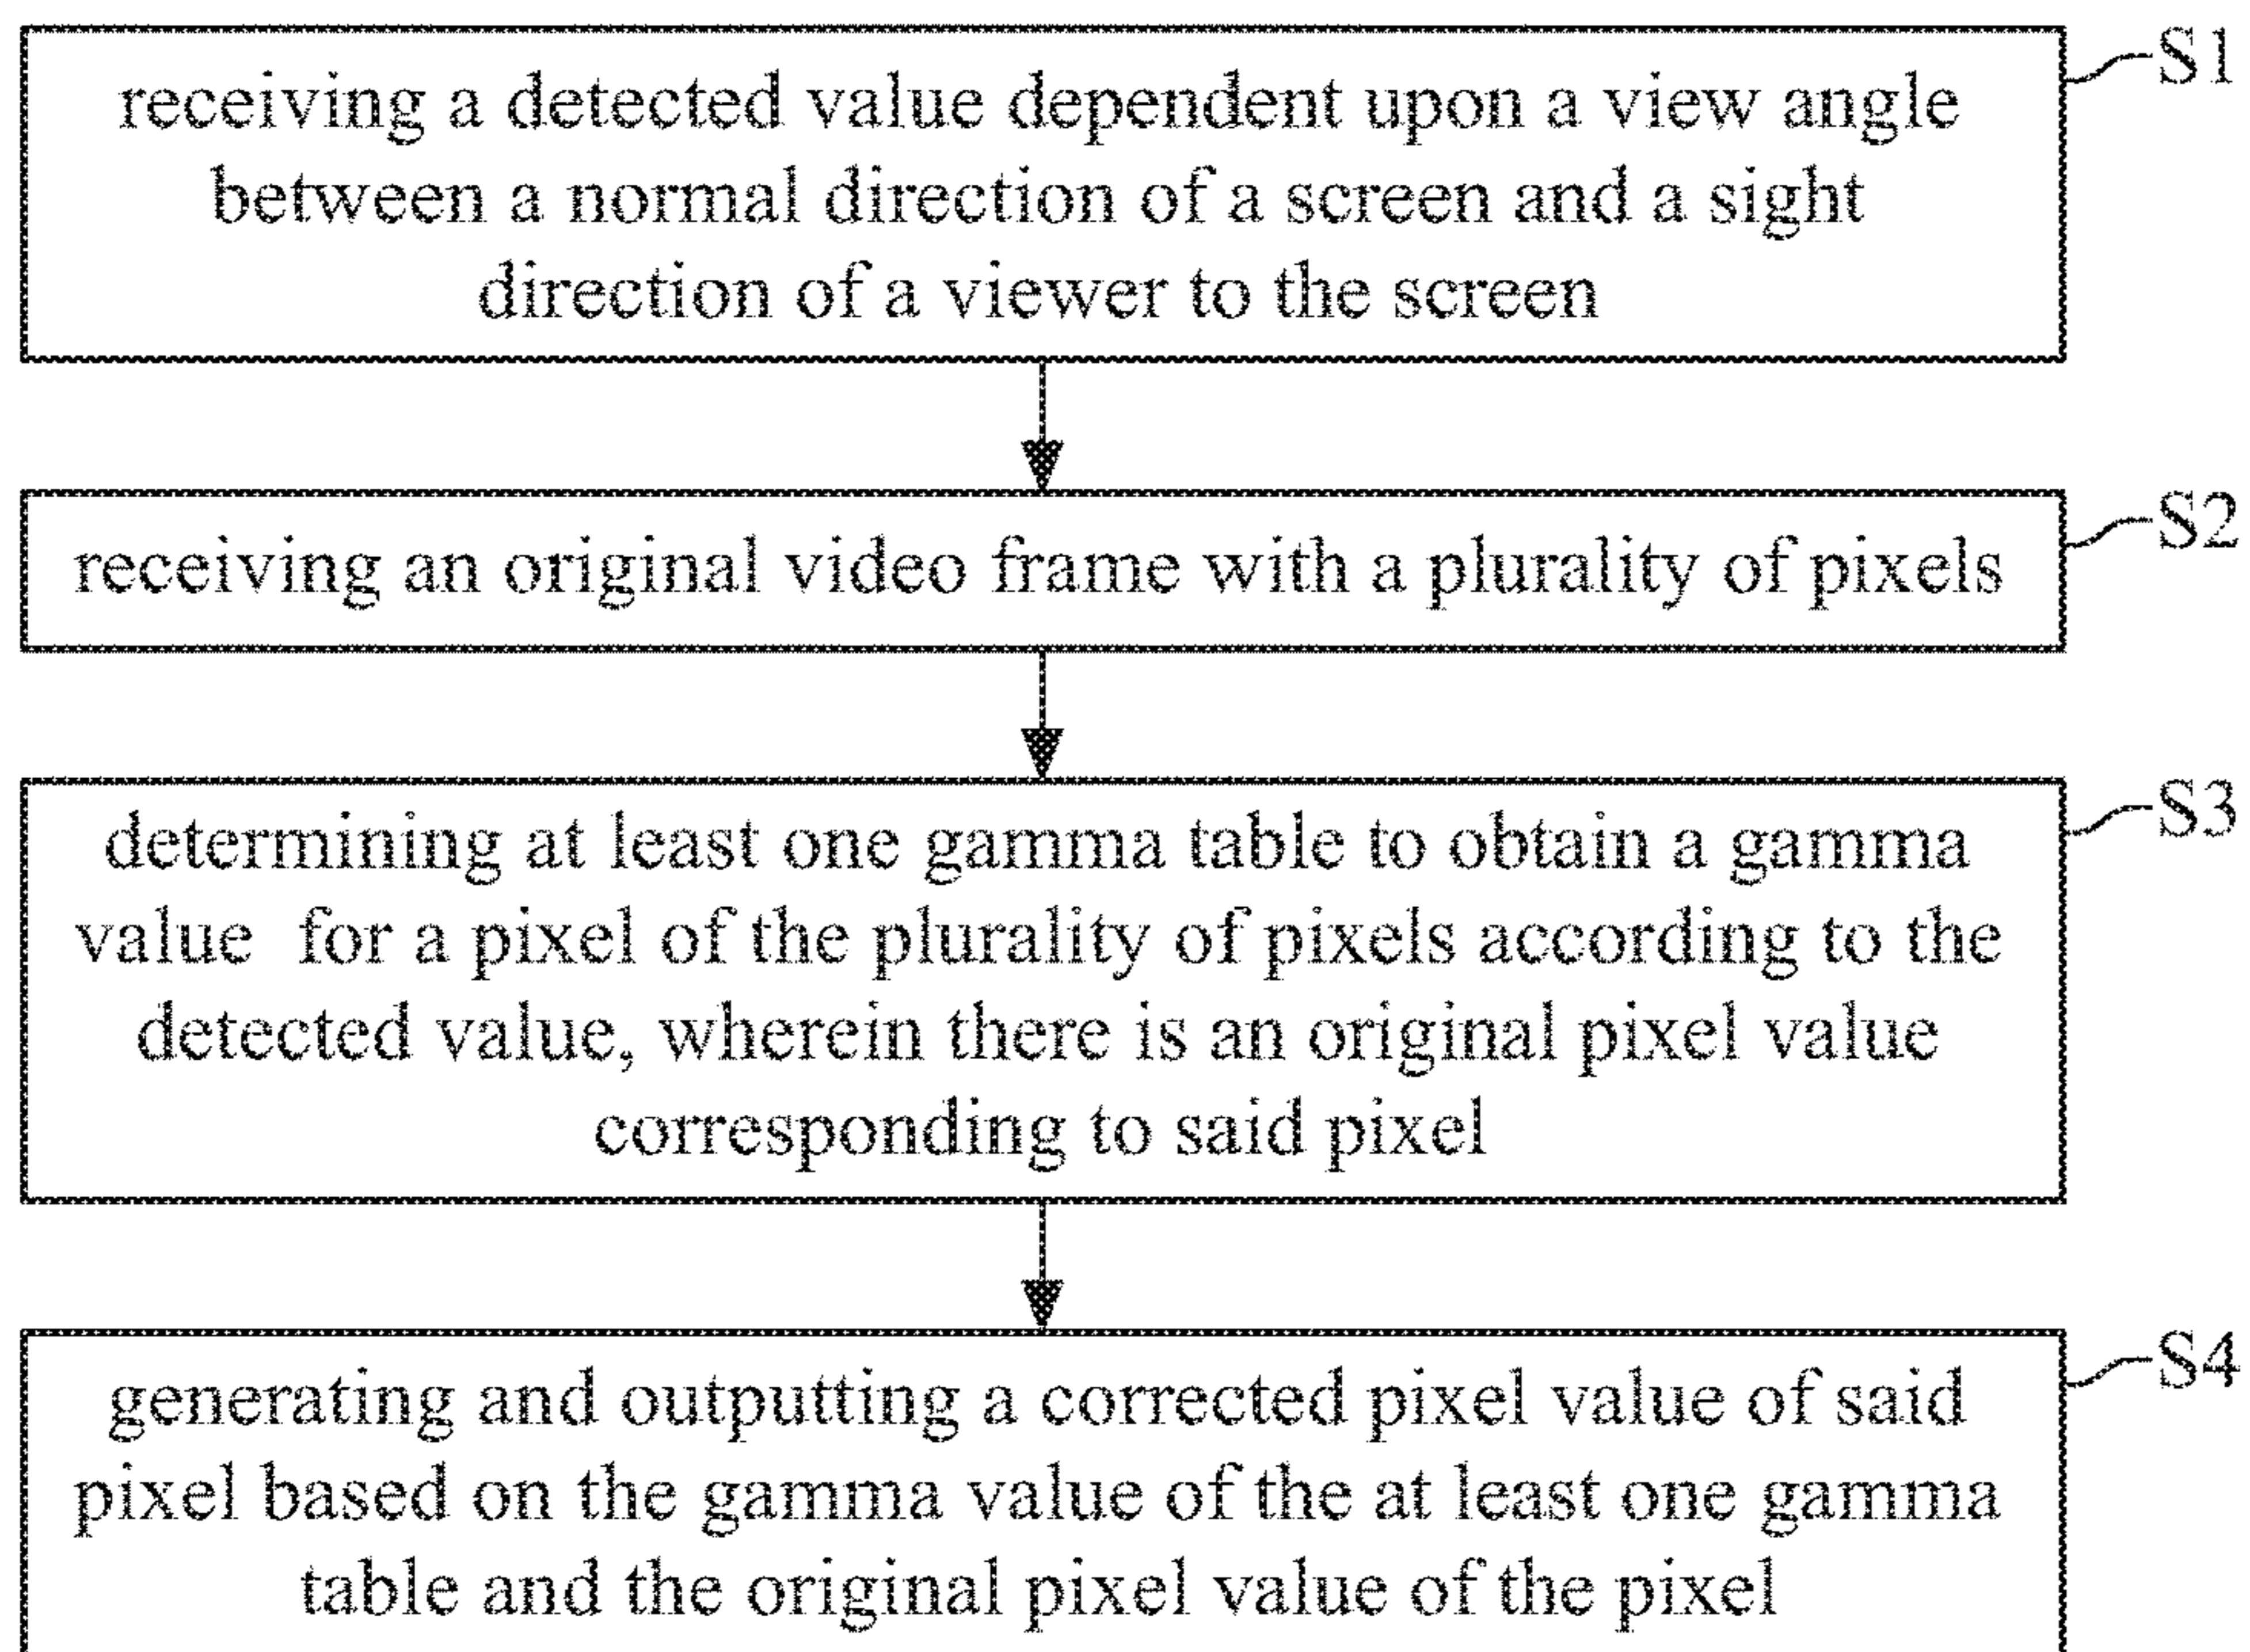 S1
receiving a detected value dependent upon a view angle
between a normal direction of a screen and a sight
direction of a viewer to the screen
S2
receiving an original video frame with a plurality of pixels
S3
determining at least one gamma table to obtain a gamma
value for a pixel of the plurality of pixels according to the
detected value, wherein there is an original pixel value
corresponding to said pixel
S4
generating and outputting a corrected pixel value of said
pixel based on the gamma value of the at least one gamma
table and the original pixel value of the pixel